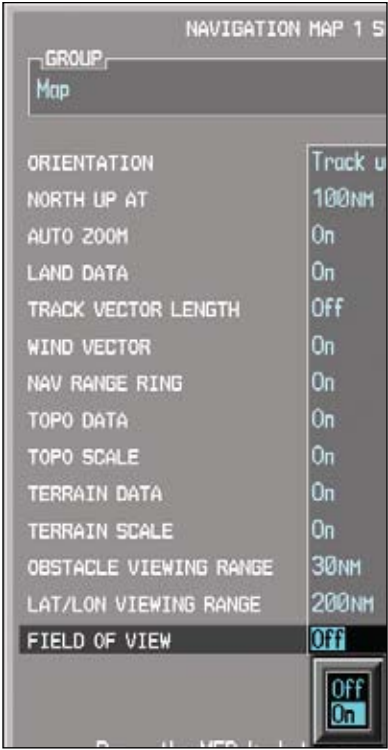 NAVIGATION MAP 1 S
GROUP
Map
ORIENTATION Track u
NORTH UP AT 100NM
AUTO ZOOM On
LAND DATA On
TRACK VECTOR LENGTH Off
WIND VECTOR On
NAV RANGE RING On
TOPO DATA On
TOPO SCALE On
TERRAIN DATA On
TERRAIN SCALE On
OBSTACLE VIEWING RANGE 30NM
LAT/LON VIEWING RANGE 200NM
FIELD OF VIEW Off
Off
On